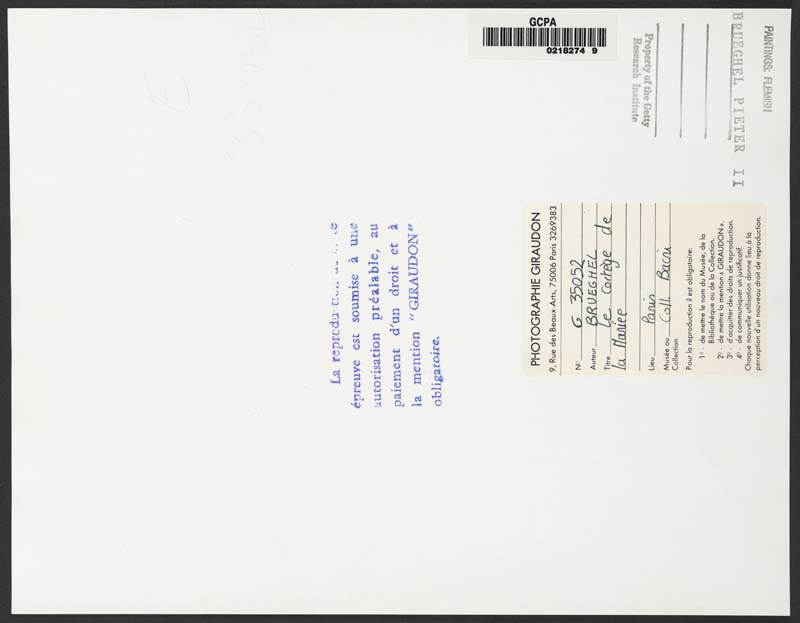 GCPA
0218274 9
PAINTINGS: FLEMISH
BRUEGHEL PIETER II
Property of the Getty
Research Institute
PHOTOGRAPHIE GIRAUDON
9, Rue des Beaux Arts, 75006 Paris 3269383
N° G 35052
Auteur BRUEGHEL
Titre Le Cortège de
la Mariée
Lieu Paris
Musée ou Coll. Bacri
Collection
Pour la reproduction il est obligatoire:
1° - de mettre le nom du Musée, de la
Bibliothèque ou de la Collection.
2° - de mettre la mention « GIRAUDON ».
3° - d'acquitter des droits de reproduction.
4° - de communiquer un justificatif.
Chaque nouvelle utilisation donne lieu à la
perception d'un nouveau droit de reproduction.
La reproduction
épreuve est soumise à une
autorisation préalable, au
paiement d'un droit et à
la mention "GIRAUDON"
obligatoire.